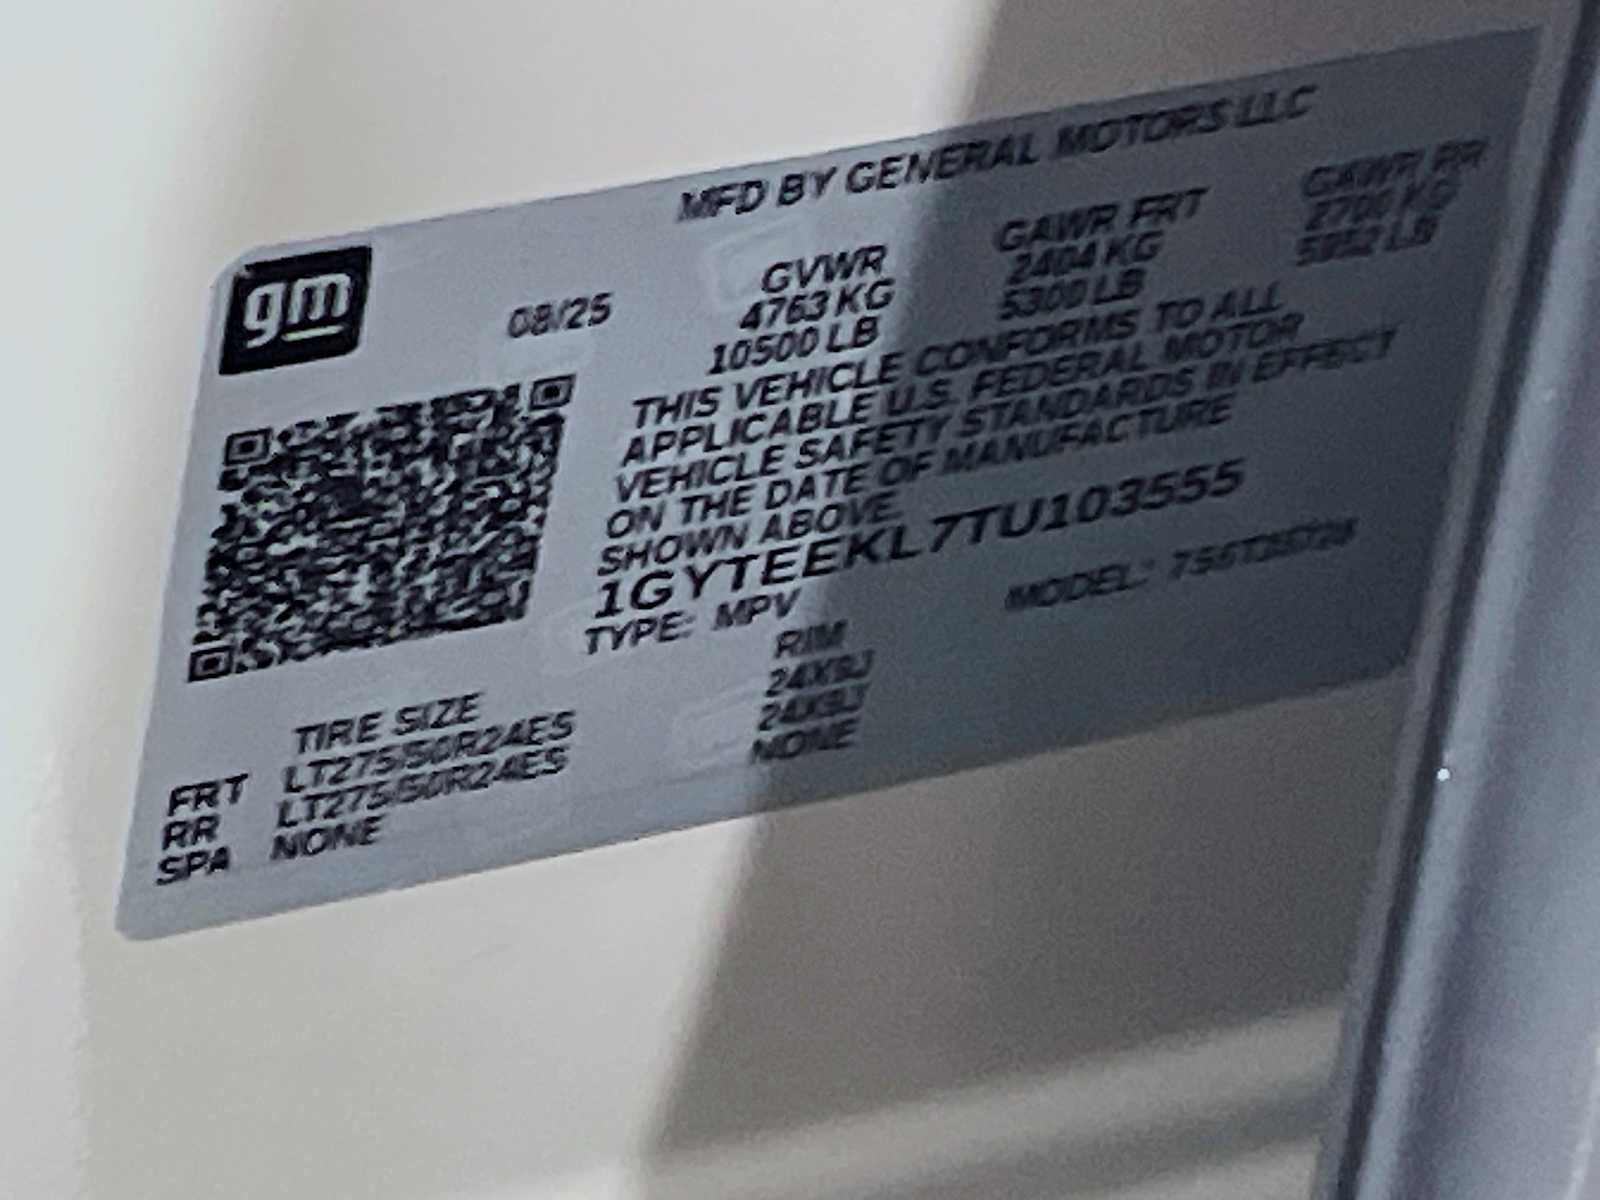 MFD BY GENERAL MOTORS LLC
gm
08/25
GVWR GAWR FRT GAWR RR
4763 KG 2404 KG 2700 KG
10500 LB 5300 LB 5952 LB
THIS VEHICLE CONFORMS TO ALL
APPLICABLE U.S. FEDERAL MOTOR
VEHICLE SAFETY STANDARDS IN EFFECT
ON THE DATE OF MANUFACTURE
SHOWN ABOVE.
1GYTEEKL7TU103555
TYPE: MPV MODEL:
TIRE SIZE RIM
FRT LT275/50R24ES 24X9J
RR LT275/50R24ES 24X9J
SPA NONE NONE